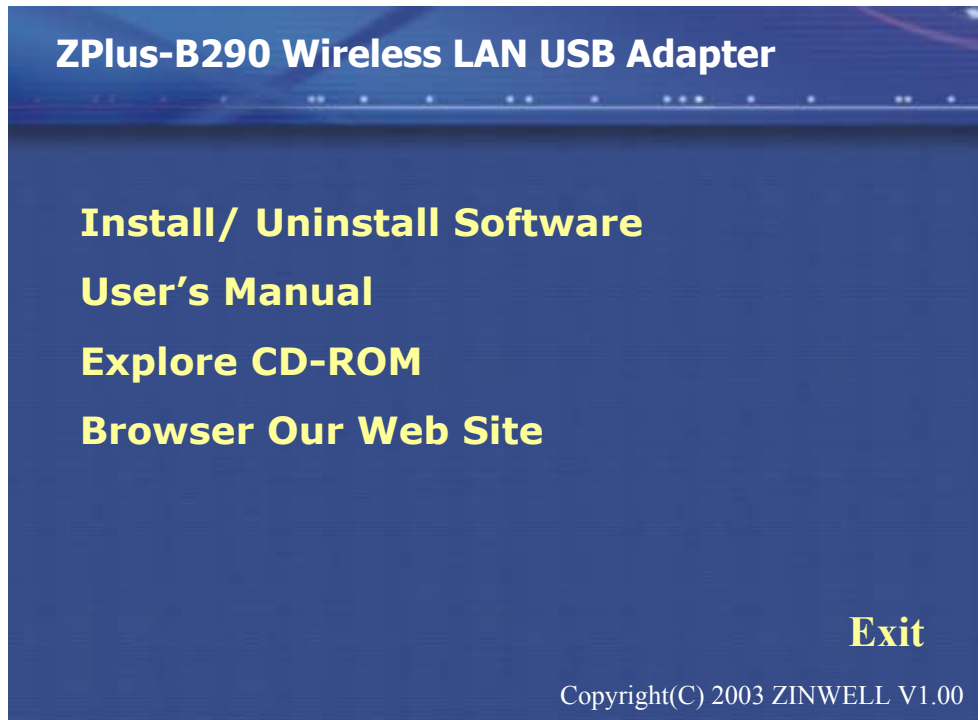 ZPlus-B290 Wireless LAN USB Adapter
Install/ Uninstall Software
User’s Manual
Explore CD-ROM
Browser Our Web Site
Exit
Copyright(C) 2003 ZINWELL V1.00